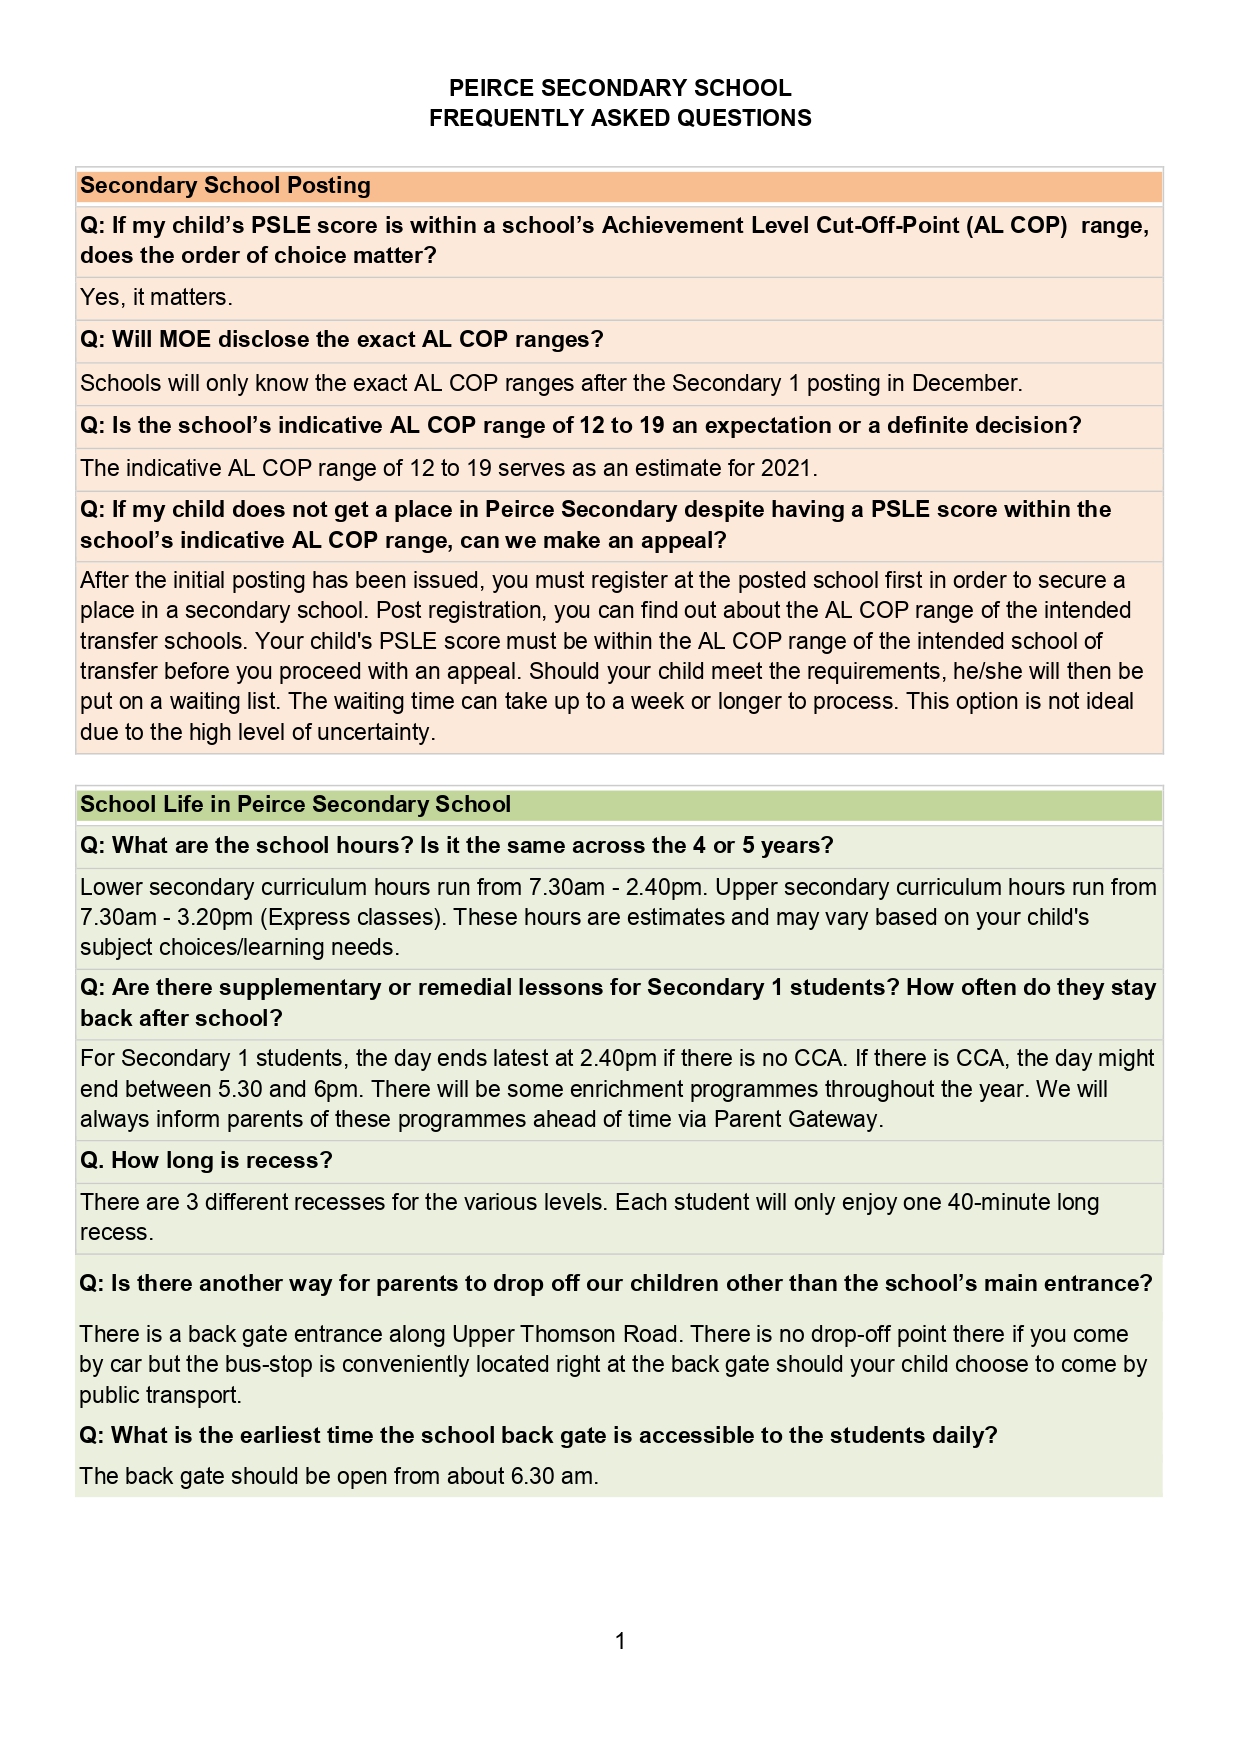 PEIRCE SECONDARY SCHOOL
FREQUENTLY ASKED QUESTIONS
Secondary School Posting
Q: If my child’s PSLE score is within a school’s Achievement Level Cut-Off-Point (AL COP)  range,
does the order of choice matter?
Yes, it matters.
Q: Will MOE disclose the exact AL COP ranges?
Schools will only know the exact AL COP ranges after the Secondary 1 posting in December.
Q: Is the school’s indicative AL COP range of 12 to 19 an expectation or a definite decision?
The indicative AL COP range of 12 to 19 serves as an estimate for 2021.
Q: If my child does not get a place in Peirce Secondary despite having a PSLE score within the
school’s indicative AL COP range, can we make an appeal?
After the initial posting has been issued, you must register at the posted school first in order to secure a
place in a secondary school. Post registration, you can find out about the AL COP range of the intended
transfer schools. Your child's PSLE score must be within the AL COP range of the intended school of
transfer before you proceed with an appeal. Should your child meet the requirements, he/she will then be
put on a waiting list. The waiting time can take up to a week or longer to process. This option is not ideal
due to the high level of uncertainty.
School Life in Peirce Secondary School
Q: What are the school hours? Is it the same across the 4 or 5 years?
Lower secondary curriculum hours run from 7.30am - 2.40pm. Upper secondary curriculum hours run from
7.30am - 3.20pm (Express classes). These hours are estimates and may vary based on your child's
subject choices/learning needs.
Q: Are there supplementary or remedial lessons for Secondary 1 students? How often do they stay
back after school?
For Secondary 1 students, the day ends latest at 2.40pm if there is no CCA. If there is CCA, the day might
end between 5.30 and 6pm. There will be some enrichment programmes throughout the year. We will
always inform parents of these programmes ahead of time via Parent Gateway.
Q. How long is recess?
There are 3 different recesses for the various levels. Each student will only enjoy one 40-minute long
recess.
Q: Is there another way for parents to drop off our children other than the school’s main entrance?
There is a back gate entrance along Upper Thomson Road. There is no drop-off point there if you come
by car but the bus-stop is conveniently located right at the back gate should your child choose to come by
public transport.
Q: What is the earliest time the school back gate is accessible to the students daily?
The back gate should be open from about 6.30 am.
1